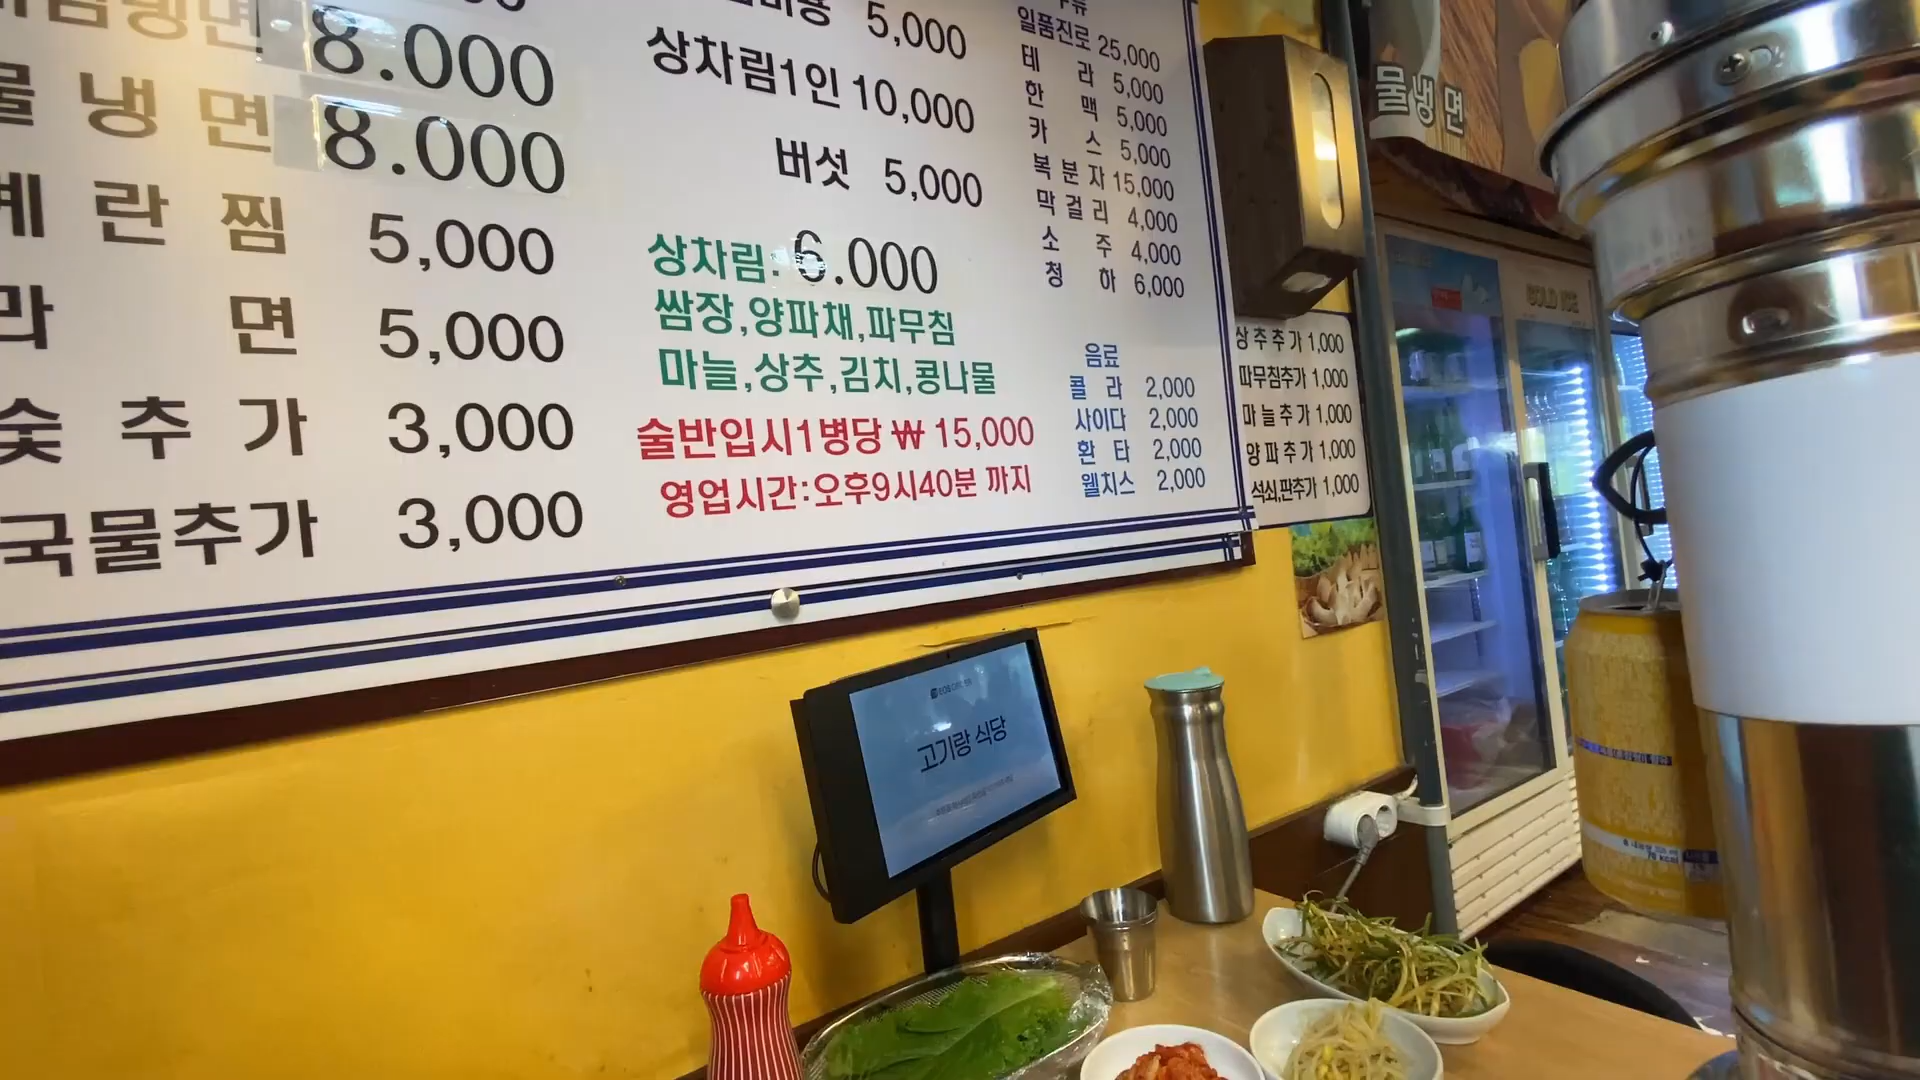 냉면 8.000
물 냉 면 8.000
계 란 찜 5,000
라 면 5,000
숯 추 가 3,000
국물추가 3,000
5,000
상차림1인 10,000
버섯 5,000
상차림: 6.000
쌈장,양파채,파무침
마늘,상추,김치,콩나물
술반입시1병당 ₩ 15,000
영업시간:오후9시40분 까지
일품진로 25,000
테 라 5,000
한 맥 5,000
카 스 5,000
복 분 자 15,000
막 걸 리 4,000
소 주 4,000
청 하 6,000
음료
콜 라 2,000
사이다 2,000
환 타 2,000
웰치스 2,000
상 추 추 가 1,000
파무침추가 1,000
마 늘 추 가 1,000
양 파 추 가 1,000
석쇠,판추가 1,000
물냉면
고기랑 식당